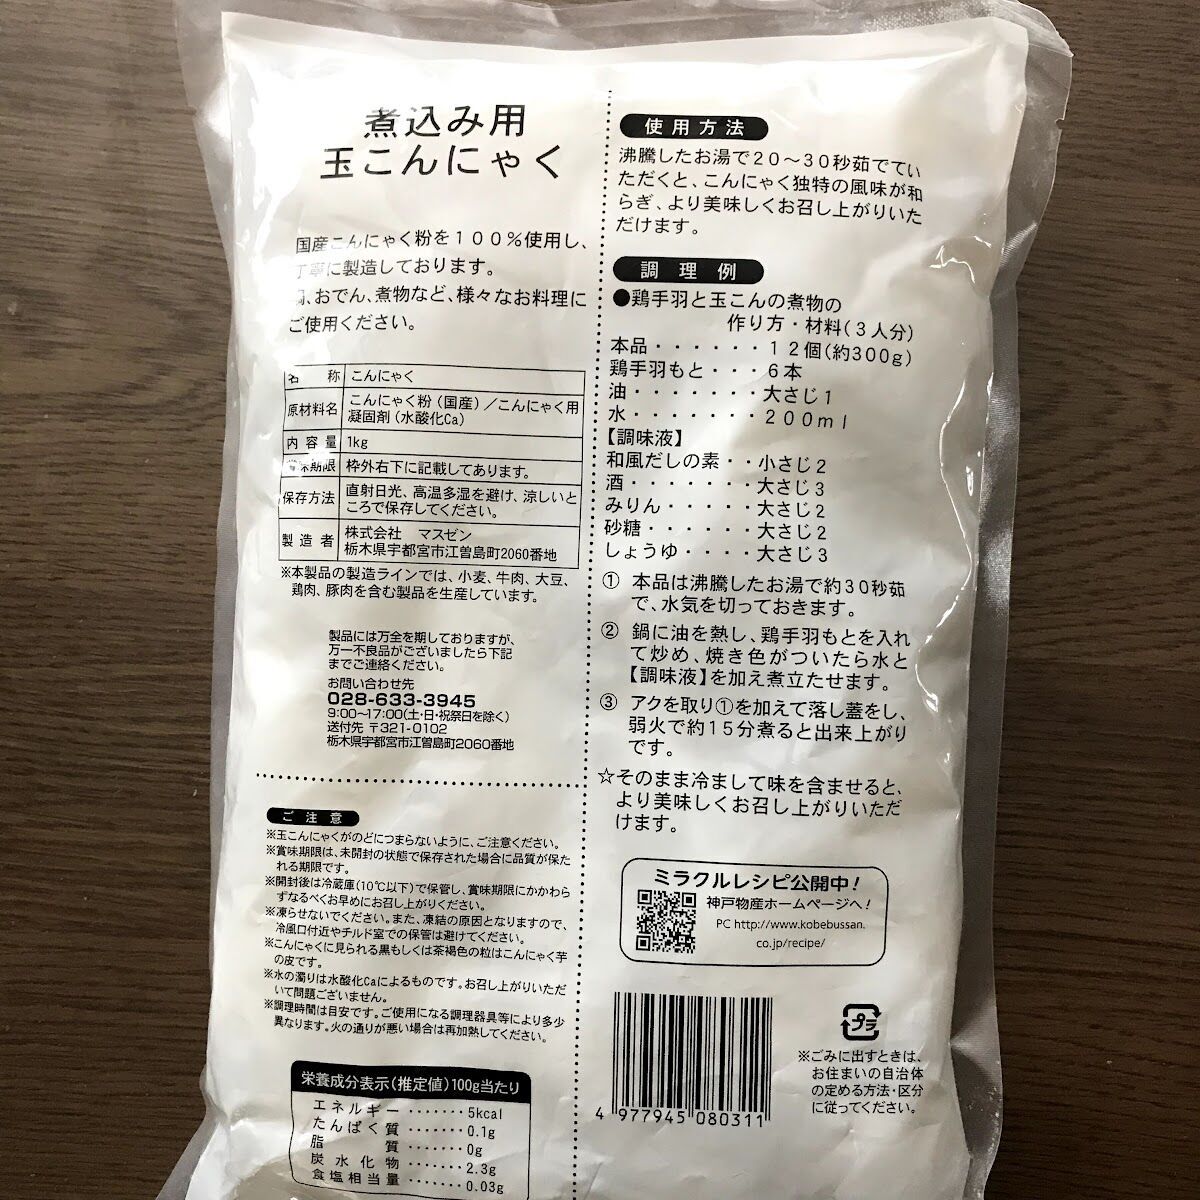 煮込み用
玉こんにゃく
国産こんにゃく粉を100%使用し、
丁寧に製造しております。
、おでん、煮物など、様々なお料理に
ご使用ください。
名称 こんにゃく
原材料名 こんにゃく粉(国産)/こんにゃく用
凝固剤(水酸化Ca)
内容量 1kg
賞味期限 枠外右下に記載してあります。
保存方法 直射日光、高温多湿を避け、涼しいと
ころで保存してください。
製造者 株式会社 マスゼン
栃木県宇都宮市江曽島町2060番地
※本製品の製造ラインでは、小麦、牛肉、大豆、
鶏肉、豚肉を含む製品を生産しています。
製品には万全を期しておりますが、
万一不良品がございましたら下記
までご連絡ください。
お問い合わせ先
028-633-3945
9:00〜17:00(土・日・祝祭日を除く)
送付先 〒321-0102
栃木県宇都宮市江曽島町2060番地
ご注意
※玉こんにゃくがのどにつまらないように、ご注意ください。
※賞味期限は、未開封の状態で保存された場合に品質が保た
れる期限です。
※開封後は冷蔵庫(10℃以下)で保管し、賞味期限にかかわら
ずなるべくお早めにお召し上がりください。
※凍らせないでください。また、凍結の原因となりますので、
冷風口付近やチルド室での保管は避けてください。
※こんにゃくに見られる黒もしくは茶褐色の粒はこんにゃく芋
の皮です。
※水の濁りは水酸化Caによるものです。お召し上がりいただ
いて問題ございません。
※調理時間は目安です。ご使用になる調理器具等により多少
異なります。火の通りが悪い場合は再加熱してください。
栄養成分表示(推定値)100g当たり
エネルギー・・・・・・・5kcal
たんぱく質・・・・・・・0.1g
脂質・・・・・・・0g
炭水化物・・・・・・・2.3g
食塩相当量・・・・・・・0.03g
使用方法
沸騰したお湯で20〜30秒茹でてい
ただくと、こんにゃく独特の風味が和
らぎ、より美味しくお召し上がりいた
だけます。
調理例
●鶏手羽と玉こんの煮物の
作り方・材料(3人分)
本品・・・・・・12個(約300g)
鶏手羽もと・・・6本
油・・・・・・・大さじ1
水・・・・・・・200ml
【調味液】
和風だしの素・・小さじ2
酒・・・・・・・大さじ3
みりん・・・・・大さじ2
砂糖・・・・・・大さじ2
しょうゆ・・・・大さじ3
① 本品は沸騰したお湯で約30秒茹
で、水気を切っておきます。
② 鍋に油を熱し、鶏手羽もとを入れ
て炒め、焼き色がついたら水と
【調味液】を加え煮立たせます。
③ アクを取り①を加えて落し蓋をし、
弱火で約15分煮ると出来上がり
です。
☆そのまま冷まして味を含ませると、
より美味しくお召し上がりいただ
けます。
ミラクルレシピ公開中!
神戸物産ホームページへ!
PC http://www.kobebussan.
co.jp/recipe/
4 977945 080311
プラ
※ごみに出すときは、
お住まいの自治体
の定める方法・区分
に従ってください。